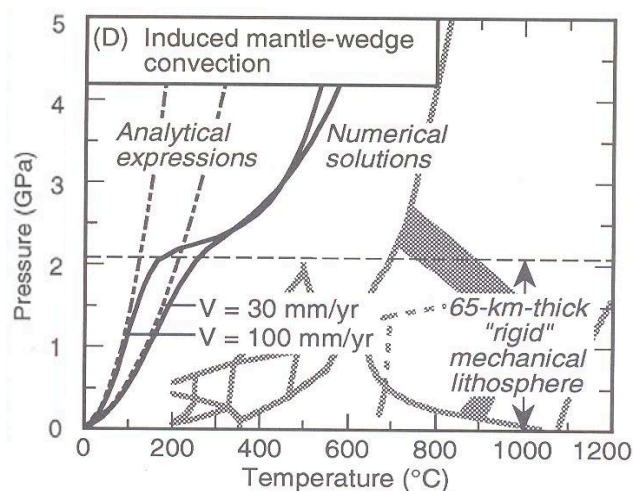 5
(D) Induced mantle-wedge
convection
4
Analytical
expressions
Numerical
solutions
3
Pressure (GPa)
2
V = 30 mm/yr
V = 100 mm/yr
65-km-thick
"rigid"
mechanical
lithosphere
1
0
0 200 400 600 800 1000 1200
Temperature (°C)